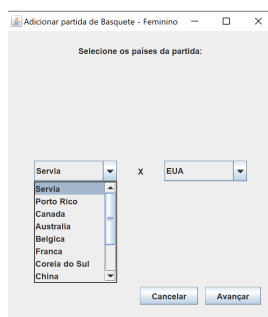 Adicionar partida de Basquete - Feminino
Selecione os países da partida:
Servia X EUA
Servia
Porto Rico
Canada
Australia
Belgica
Franca
Coreia do Sul
China
Cancelar Avançar